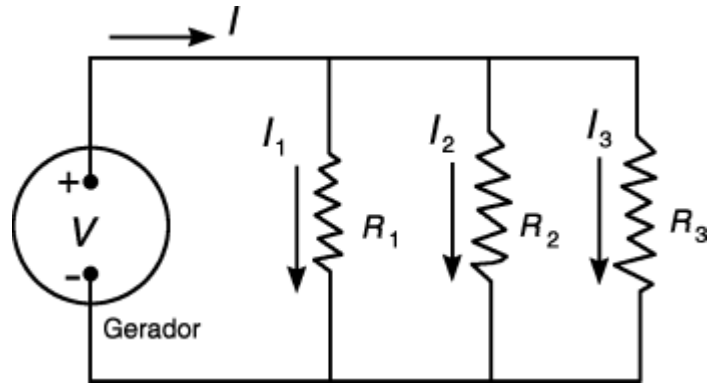 I
I1
I2
I3
+
V
-
R1
R2
R3
Gerador